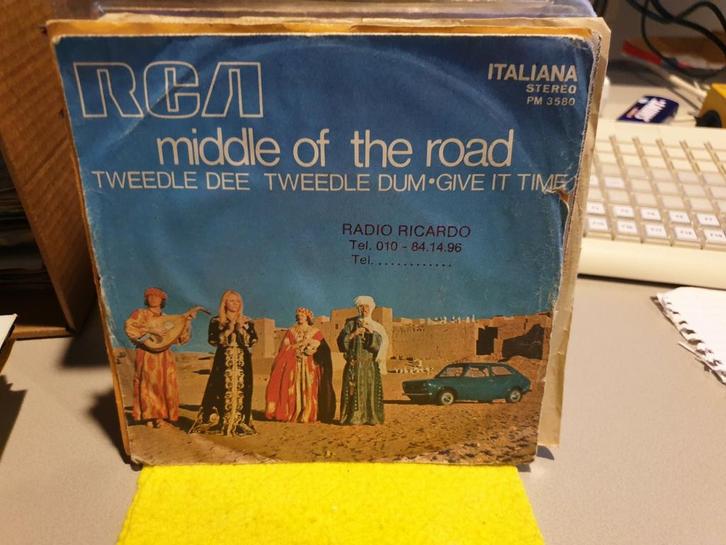 RCA
ITALIANA
STEREO
PM 3580
middle of the road
TWEEDLE DEE TWEEDLE DUM•GIVE IT TIME
RADIO RICARDO
Tel. 010 - 84.14.96
Tel. ............